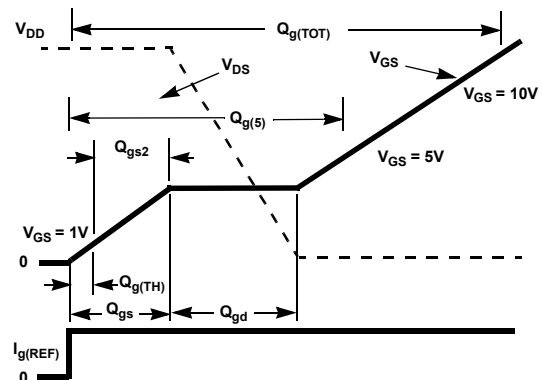 V_DD
Q_g(TOT)
V_DS
V_GS
V_GS = 10V
Q_g(5)
Q_gs2
V_GS = 5V
V_GS = 1V
0
Q_g(TH)
Q_gs
Q_gd
I_g(REF)
0